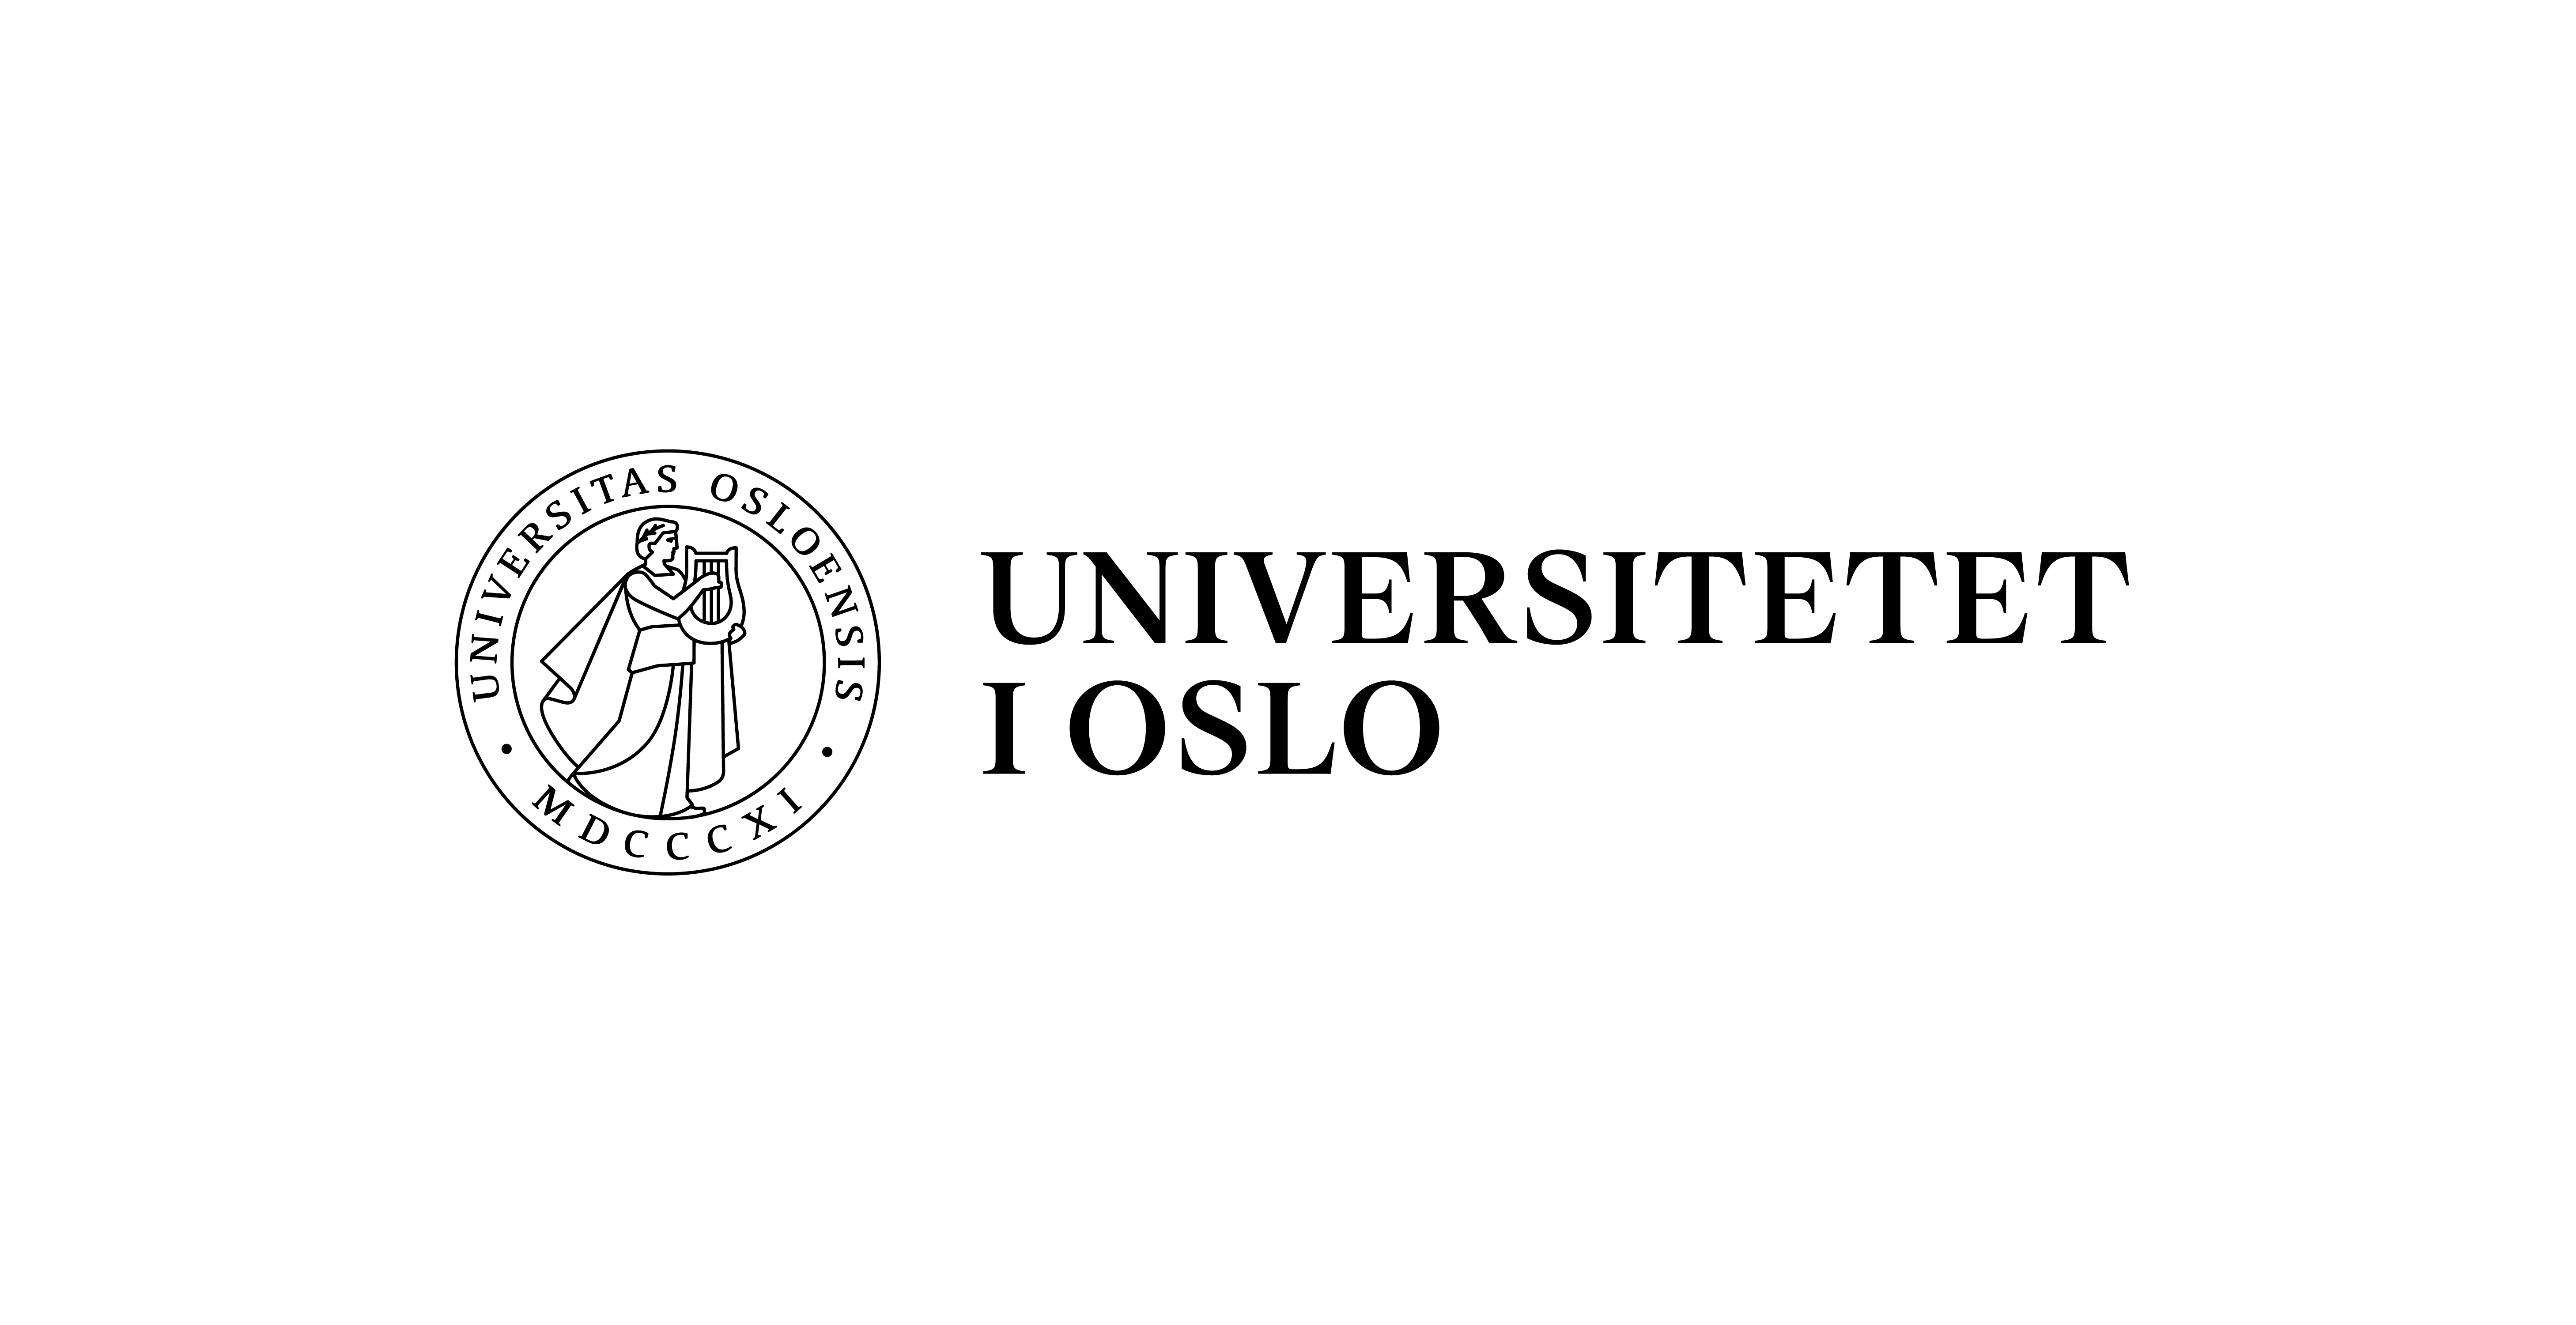 UNIVERSITAS OSLOENSIS
• MDCCCXI •
UNIVERSITETET
I OSLO